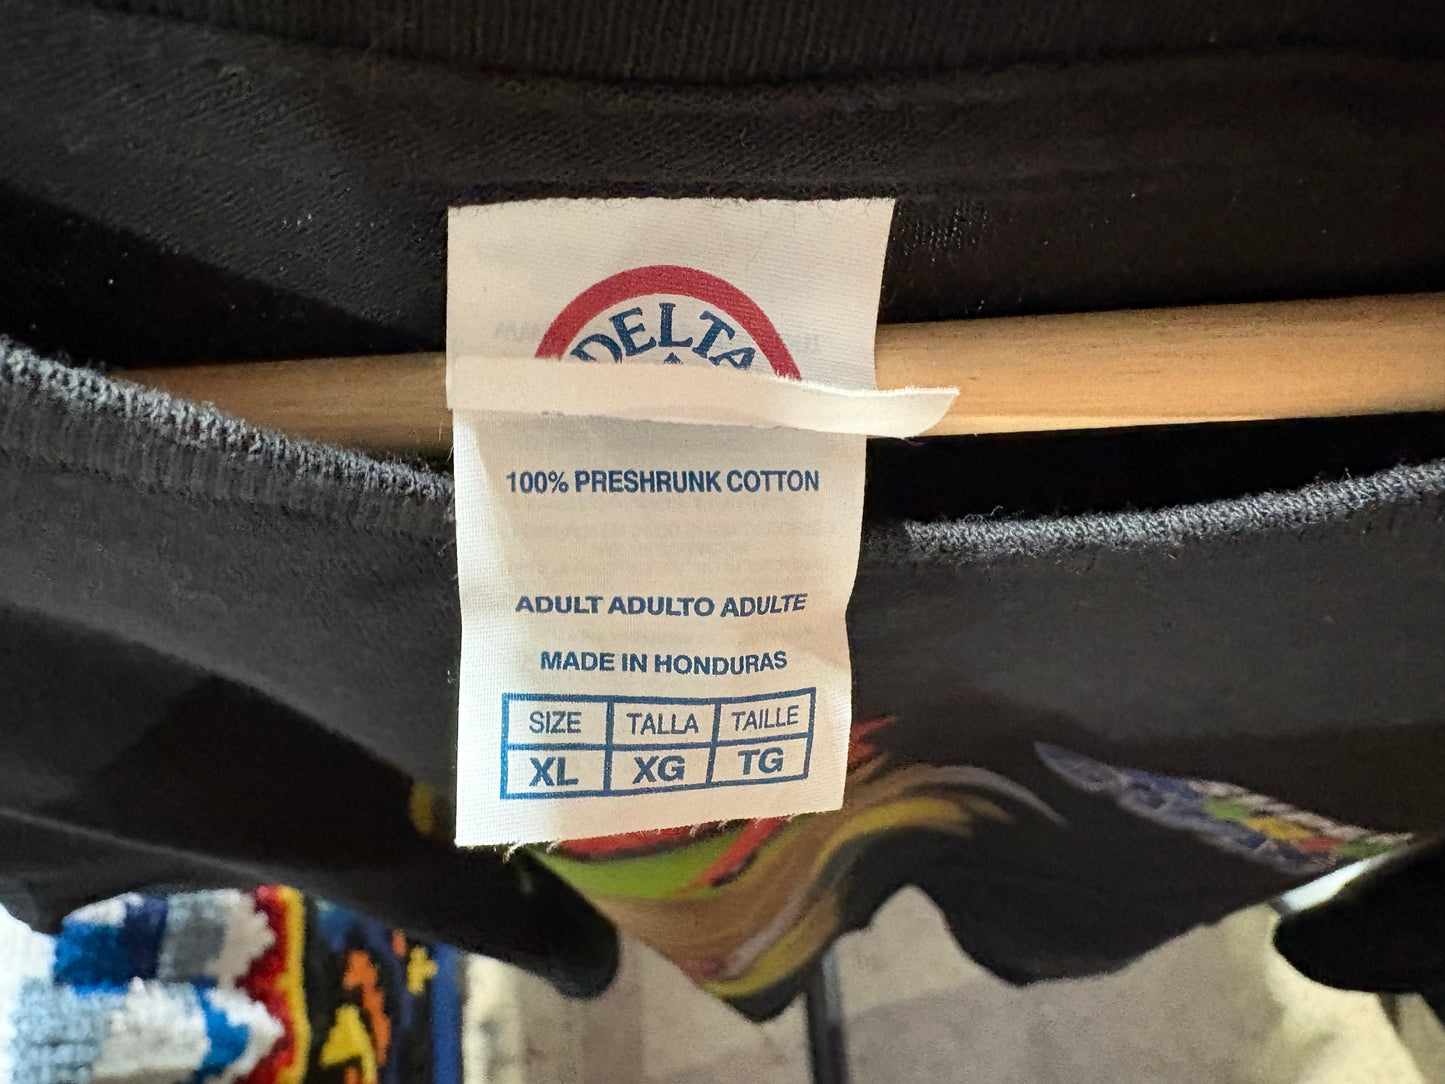 DELTA
100% PRESHRUNK COTTON
ADULT ADULTO ADULTE
MADE IN HONDURAS
SIZE TALLA TAILLE
XL XG TG